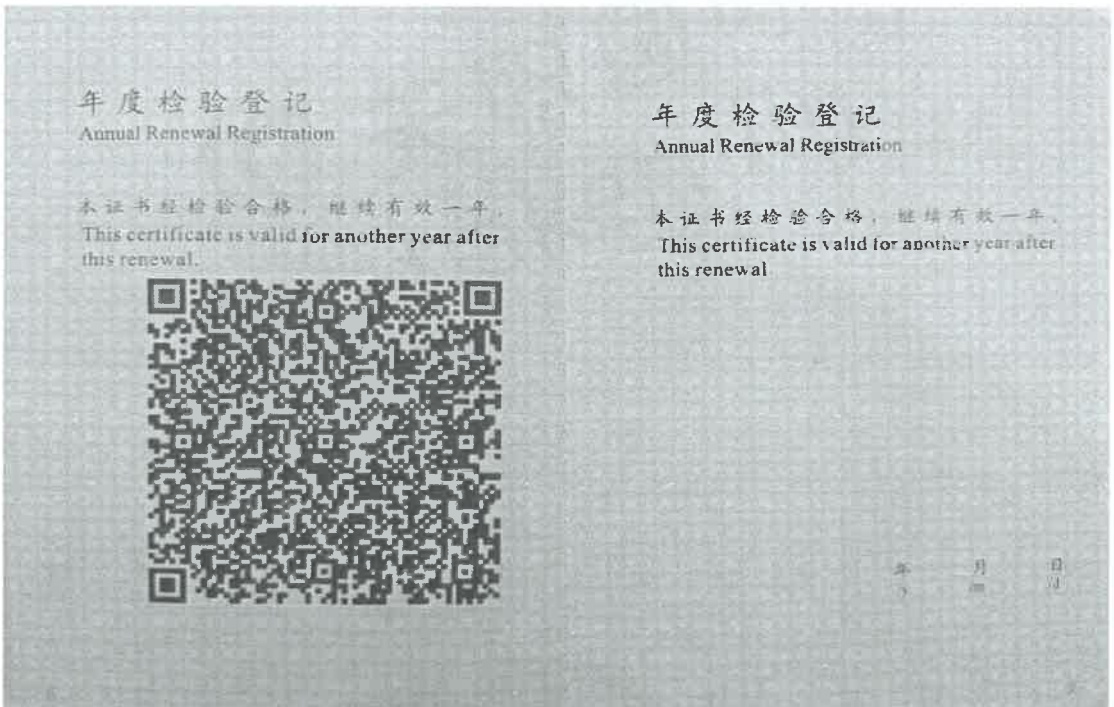 年度检验登记
Annual Renewal Registration
本证书经检验合格，继续有效一年。
This certificate is valid for another year after
this renewal.
年度检验登记
Annual Renewal Registration
本证书经检验合格，继续有效一年。
This certificate is valid for another year after
this renewal
年 月 日
/y /m /d